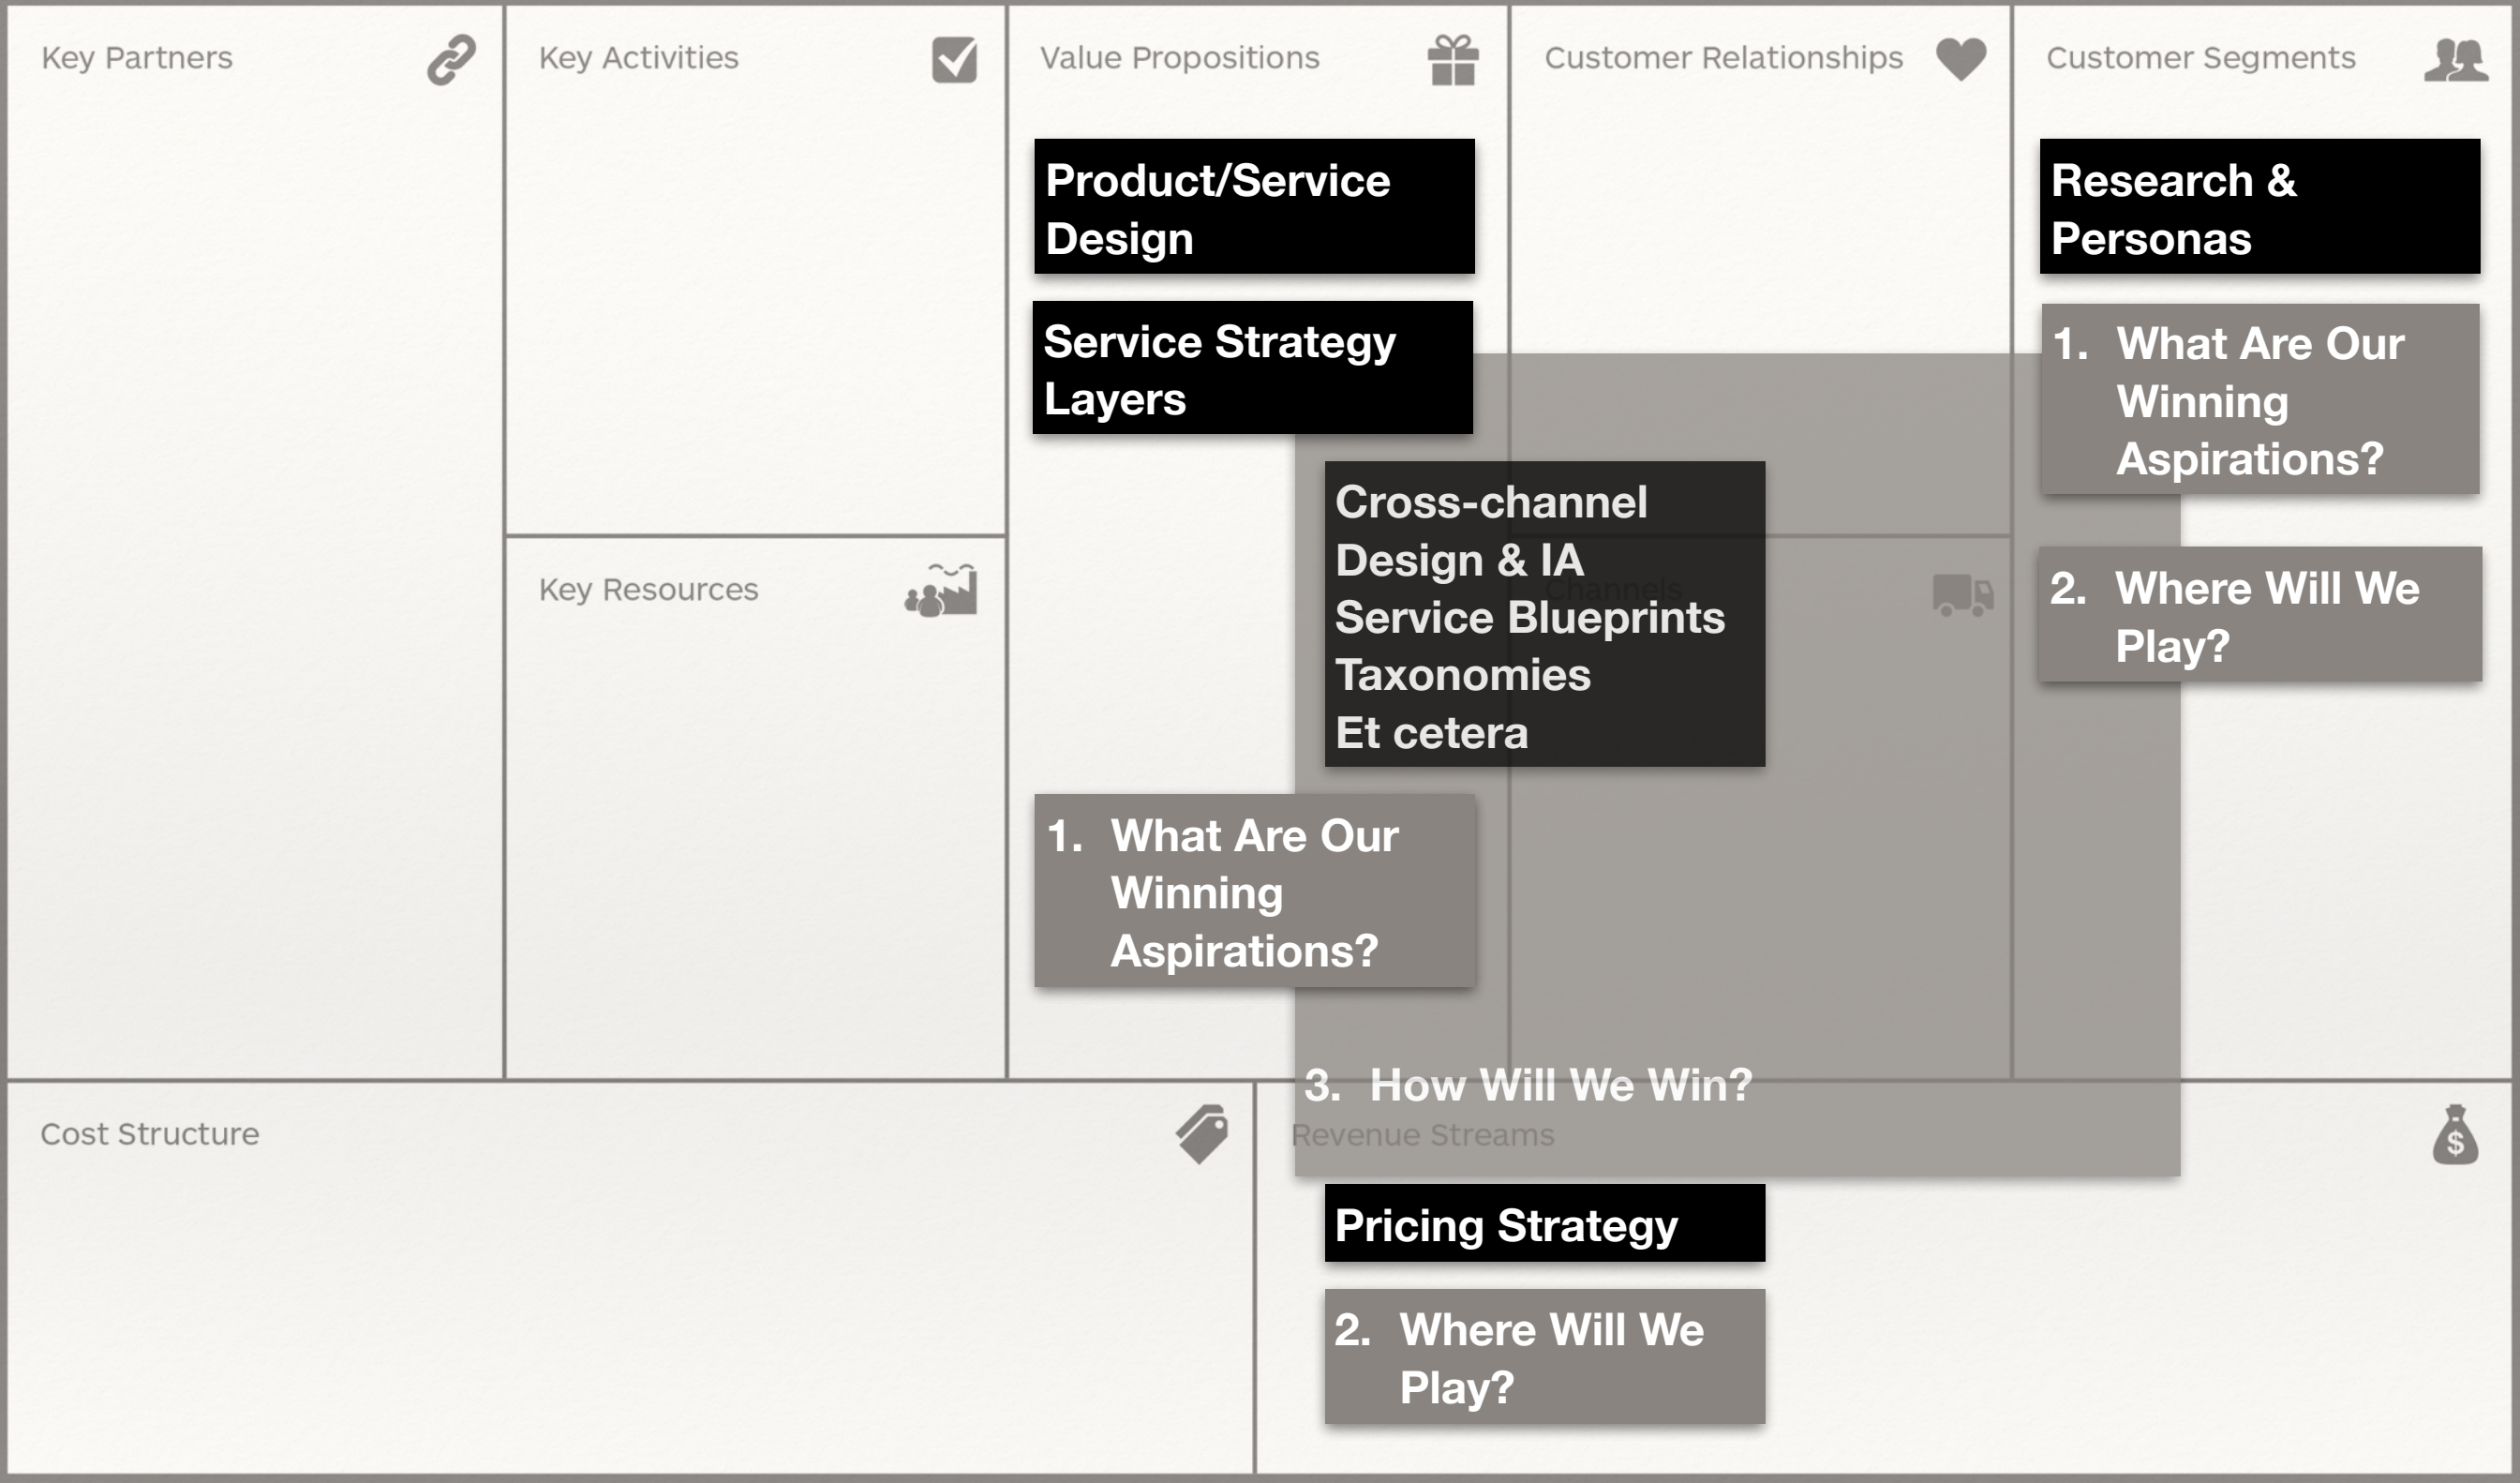 Key Partners
Key Activities
Value Propositions
Customer Relationships
Customer Segments
Product/Service
Design
Service Strategy
Layers
Research &
Personas
1. What Are Our
Winning
Aspirations?
2. Where Will We
Play?
Cross-channel
Design & IA
Service Blueprints
Taxonomies
Et cetera
Channels
Key Resources
1. What Are Our
Winning
Aspirations?
3. How Will We Win?
Cost Structure
Revenue Streams
$
Pricing Strategy
2. Where Will We
Play?